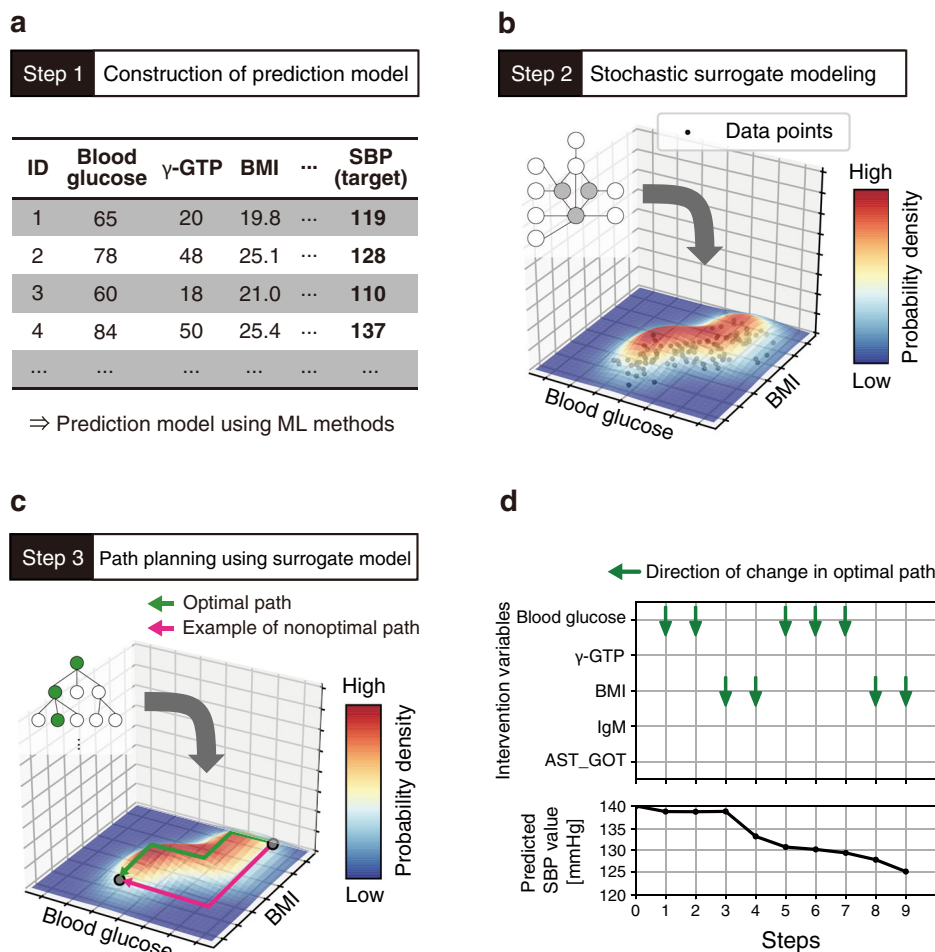 a
Step 1 Construction of prediction model
ID Blood glucose γ-GTP BMI ... SBP (target)
1 65 20 19.8 ... 119
2 78 48 25.1 ... 128
3 60 18 21.0 ... 110
4 84 50 25.4 ... 137
... ... ... ... ... ...
⇒ Prediction model using ML methods
b
Step 2 Stochastic surrogate modeling
Data points
High
Probability density
Low
Blood glucose
BMI
c
Step 3 Path planning using surrogate model
Optimal path
Example of nonoptimal path
...
High
Probability density
Low
Blood glucose
BMI
d
Direction of change in optimal path
Intervention variables
Blood glucose
γ-GTP
BMI
IgM
AST_GOT
Predicted
SBP value
[mmHg]
140
135
130
125
120
0 1 2 3 4 5 6 7 8 9
Steps